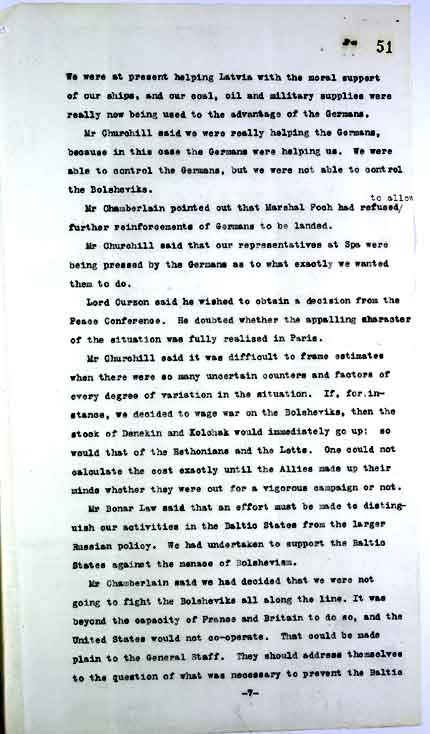 51
We were at present helping Latvia with the moral support
of our ships, and our coal, oil and military supplies were
really now being used to the advantage of the Germans.
Mr Churchill said we were really helping the Germans,
because in this case the Germans were helping us. We were
able to control the Germans, but we were not able to control
the Bolsheviks.
to allow
Mr Chamberlain pointed out that Marshal Foch had refused/
further reinforcements of Germans to be landed.
Mr Churchill said that our representatives at Spa were
being pressed by the Germans as to what exactly we wanted
them to do.
Lord Curzon said he wished to obtain a decision from the
Peace Conference. He doubted whether the appalling character
of the situation was fully realised in Paris.
Mr Churchill said it was difficult to frame estimates
when there were so many uncertain counters and factors of
every degree of variation in the situation. If, for in-
stance, we decided to wage war on the Bolsheviks, then the
stock of Denekin and Kolchak would immediately go up; so
would that of the Esthonians and the Letts. One could not
calculate the cost exactly until the Allies made up their
minds whether they were out for a vigorous campaign or not.
Mr Bonar Law said that an effort must be made to disting-
uish our activities in the Baltic States from the larger
Russian policy. We had undertaken to support the Baltic
States against the menace of Bolshevism.
Mr Chamberlain said we had decided that we were not
going to fight the Bolsheviks all along the line. It was
beyond the capacity of France and Britain to do so, and the
United States would not co-operate. That could be made
plain to the General Staff. They should address themselves
to the question of what was necessary to prevent the Baltic
-7-